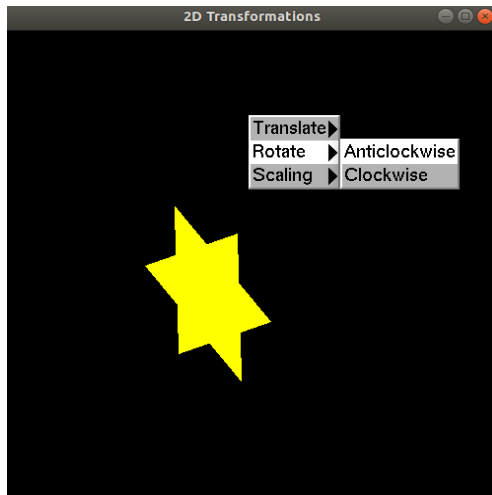 2D Transformations
Translate
Rotate
Anticlockwise
Scaling
Clockwise